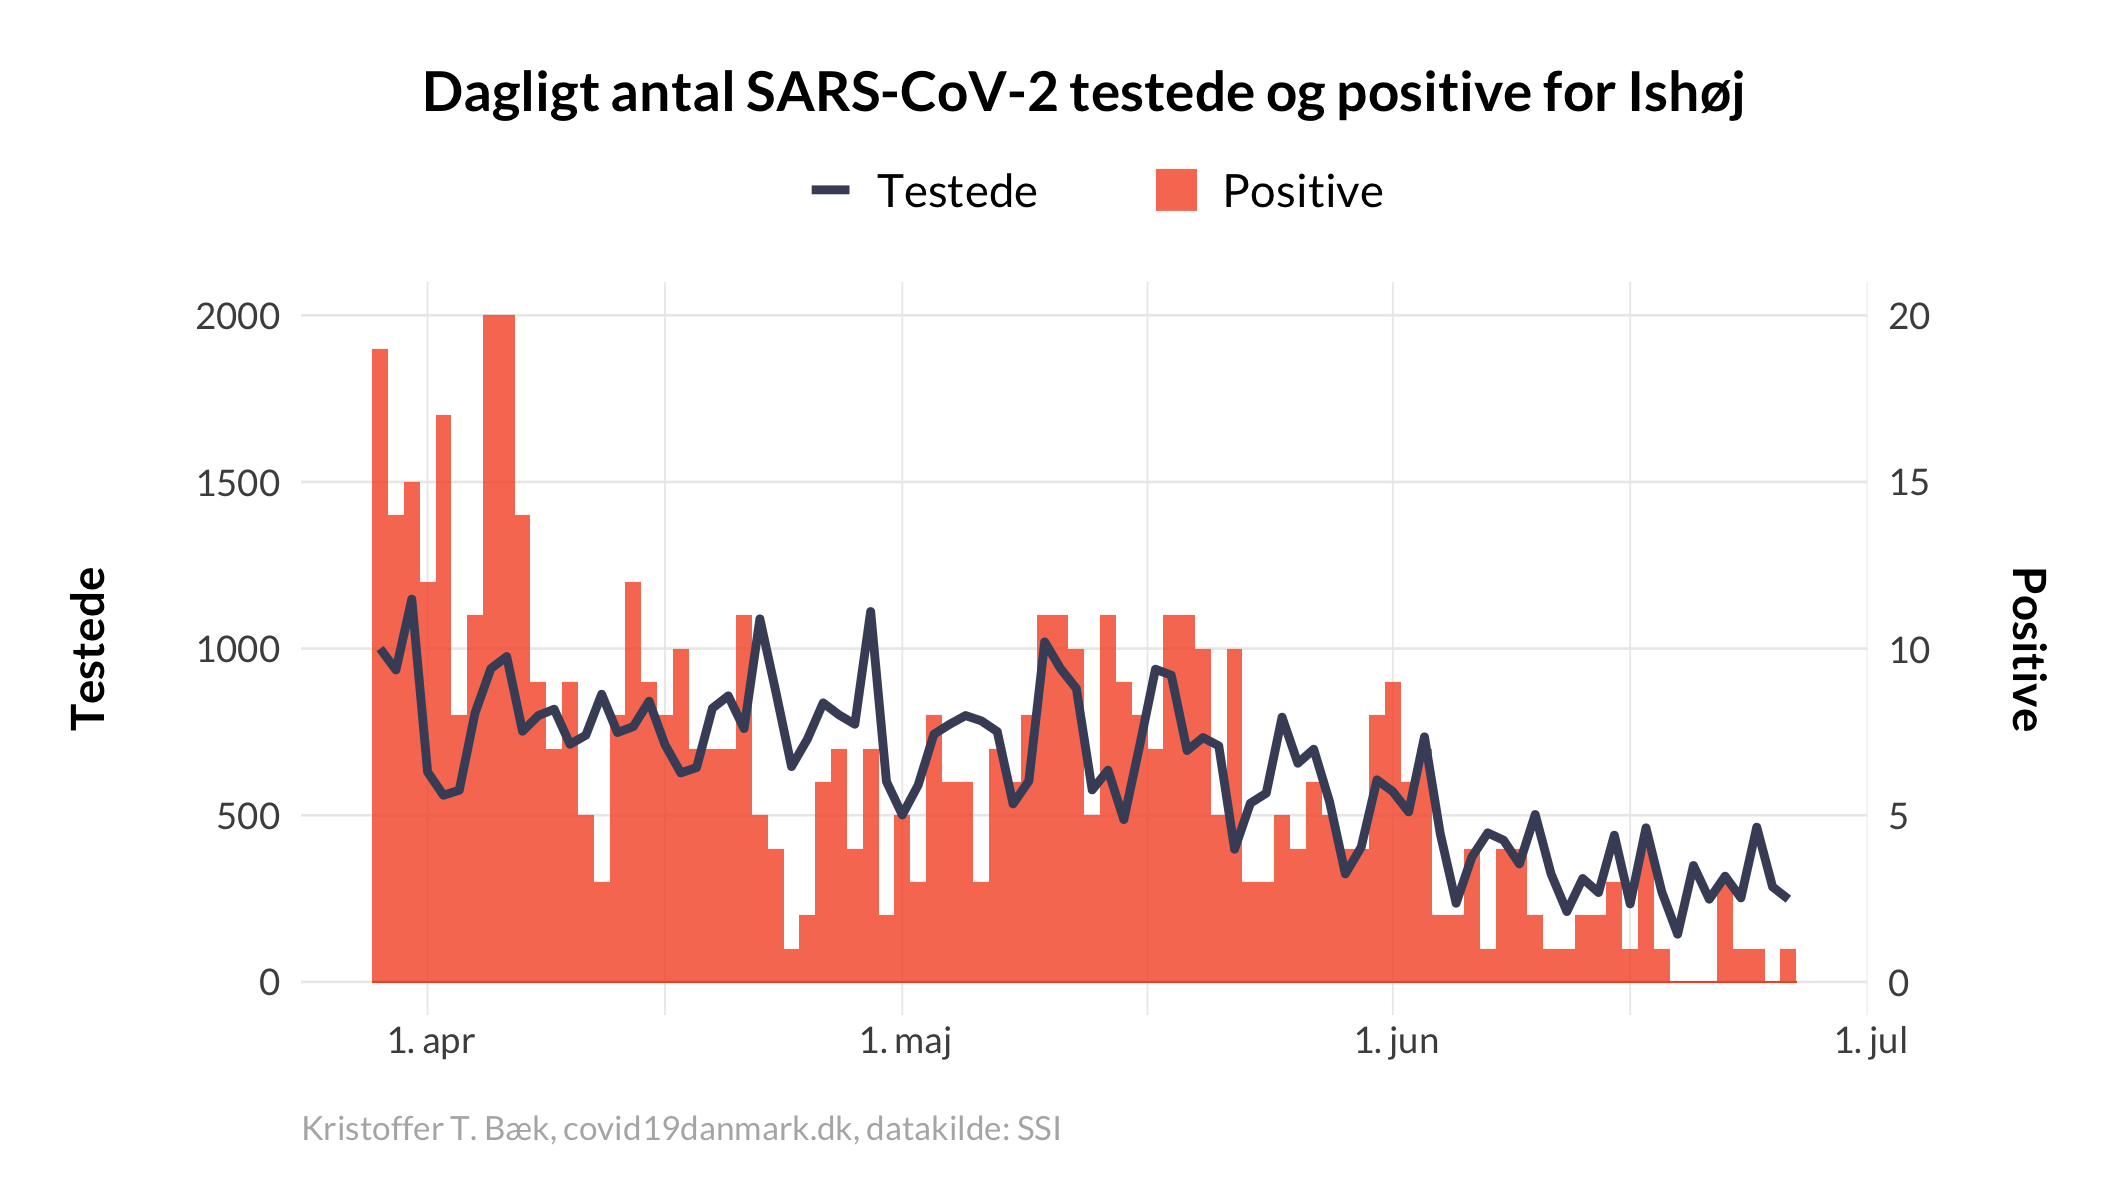 Dagligt antal SARS-CoV-2 testede og positive for Ishøj
Testede
Positive
2000
1500
1000
500
0
Testede
20
15
10
5
0
Positive
1. apr
1. maj
1. jun
1. jul
Kristoffer T. Bæk, covid19danmark.dk, datakilde: SSI